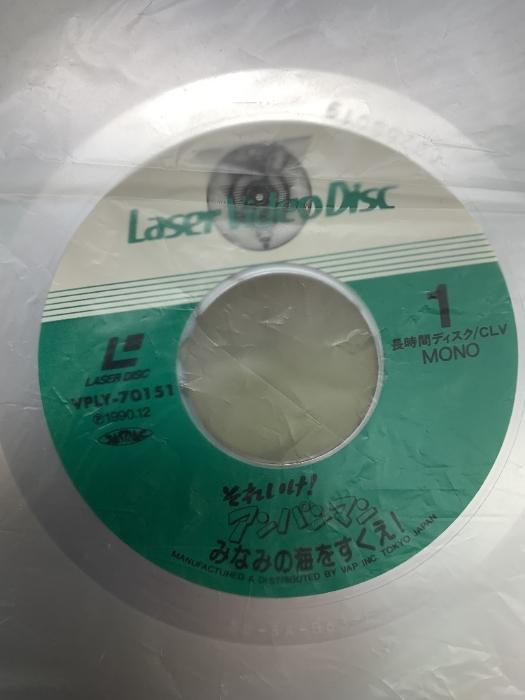 Laser Video Disc
1
長時間ディスク/CLV
MONO
LASER DISC
VPLY-70151
Ⓟ1990.12
それいけ!
アンパンマン
みなみの海をすくえ!
MANUFACTURED & DISTRIBUTED BY VAP INC TOKYO JAPAN